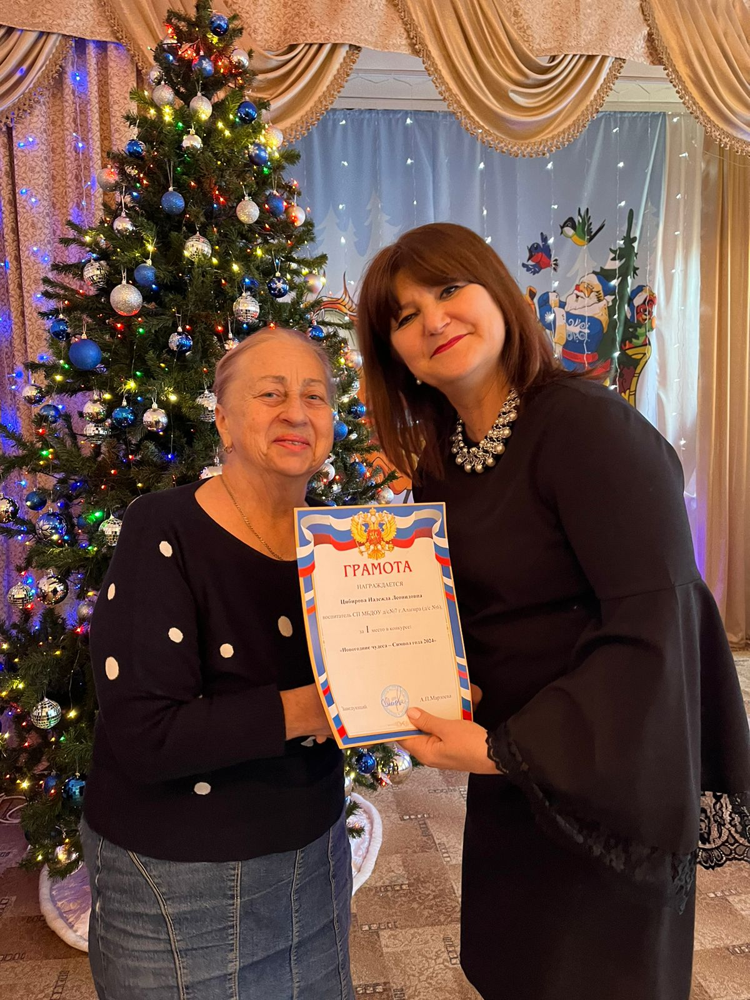 ГРАМОТА
НАГРАЖДАЕТСЯ
Цибирова Надежда Леонидовна
воспитатель СП МБДОУ д/с№7 г.Алагира (д/с №6),
за 1 место в конкурсе:
«Новогодние чудеса – Символ года 2024»
Заведующий А.П.Марзоева